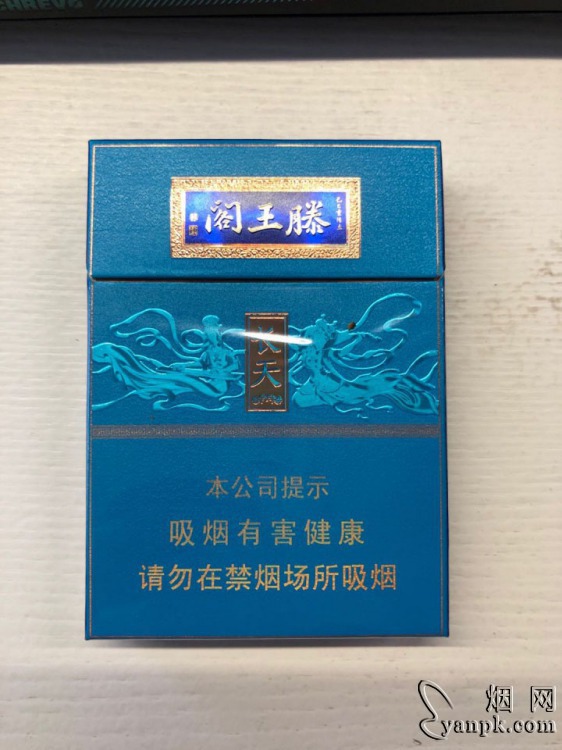 滕王阁
长天
本公司提示
吸烟有害健康
请勿在禁烟场所吸烟
烟网
yanpk.com